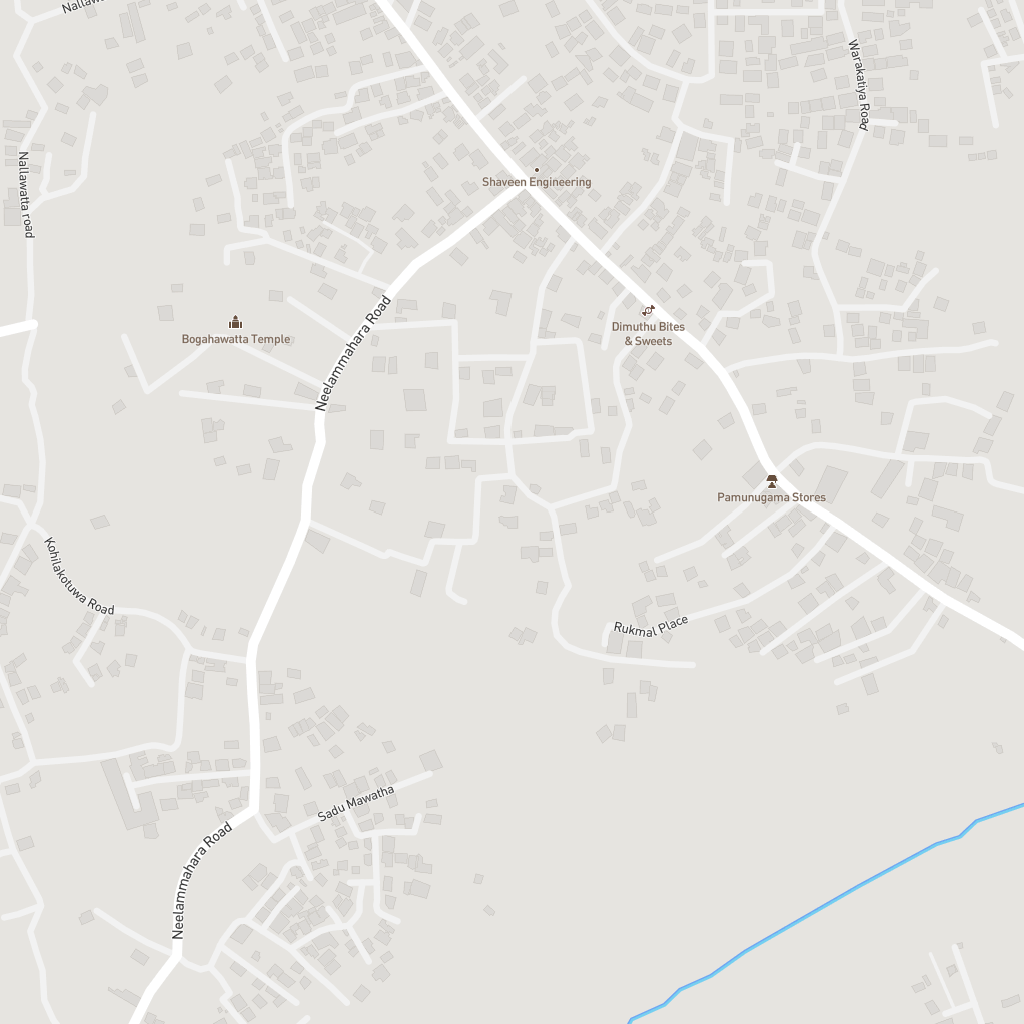 Nallawa
Warakatiya Road
Nallawatta road
Shaveen Engineering
Bogahawatta Temple
Dimuthu Bites
& Sweets
Neelammahara Road
Pamunugama Stores
Kohilakotuwa Road
Rukmal Place
Sadu Mawatha
Neelammahara Road